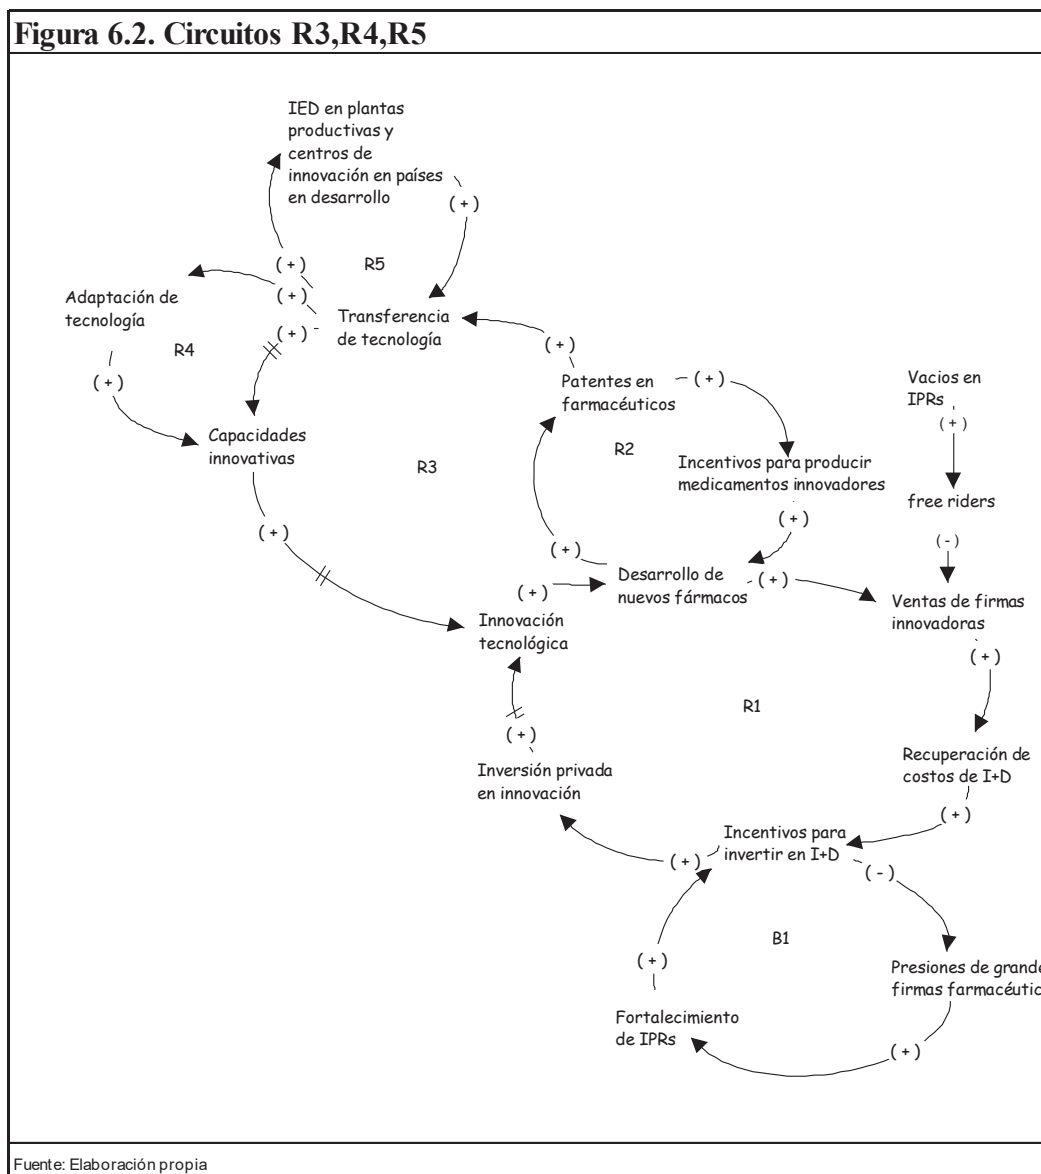 Figura 6.2. Circuitos R3,R4,R5
IED en plantas
productivas y
centros de
innovación en países
en desarrollo
(+)
(+)
R5
(+)
Adaptación de
tecnología
(+)
R4
(+)
Transferencia
de tecnología
(+)
Patentes en
farmacéuticos
(+)
Vacios en
IPRs
(+)
Capacidades
innovativas
R3
R2
Incentivos para producir
medicamentos innovadores
free riders
(+)
(+)
(+)
(-)
Desarrollo de
nuevos fármacos
(+)
(+)
Ventas de firmas
innovadoras
Innovación
tecnológica
(+)
R1
(+)
Inversión privada
en innovación
Recuperación de
costos de I+D
(+)
Incentivos para
invertir en I+D
(+)
(-)
B1
(+)
Presiones de grande
firmas farmacéutic
Fortalecimiento
de IPRs
(+)
Fuente: Elaboración propia